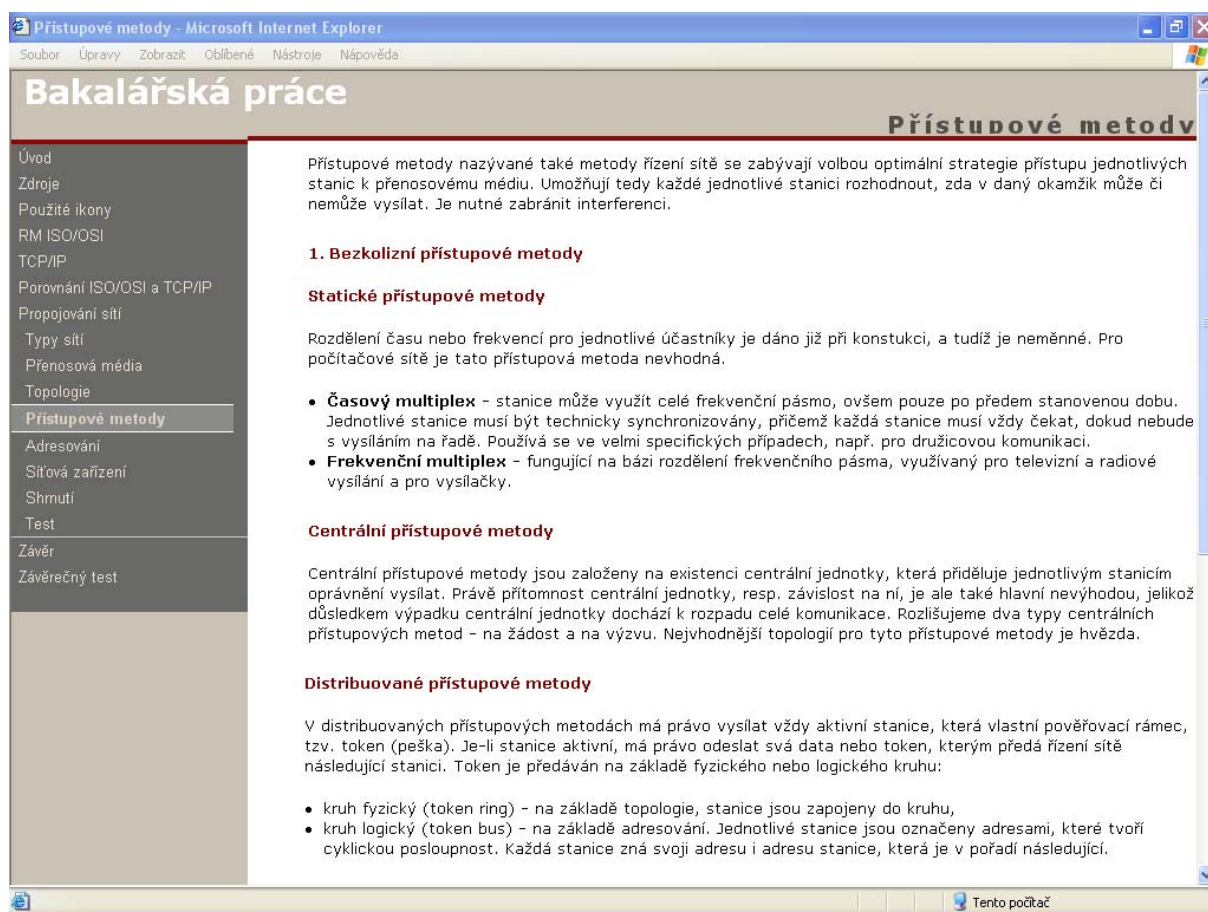 Přístupové metody - Microsoft Internet Explorer
Soubor Úpravy Zobrazit Oblíbené Nástroje Nápověda
Bakalářská práce
Přístupové metody
Úvod
Zdroje
Použité ikony
RM ISO/OSI
TCP/IP
Porovnání ISO/OSI a TCP/IP
Propojování sítí
Typy sítí
Přenosová média
Topologie
Přístupové metody
Adresování
Síťová zařízení
Shrnutí
Test
Závěr
Závěrečný test
Přístupové metody nazývané také metody řízení sítě se zabývají volbou optimální strategie přístupu jednotlivých
stanic k přenosovému médiu. Umožňují tedy každé jednotlivé stanici rozhodnout, zda v daný okamžik může či
nemůže vysílat. Je nutné zabránit interferenci.
1. Bezkolizní přístupové metody
Statické přístupové metody
Rozdělení času nebo frekvencí pro jednotlivé účastníky je dáno již při konstukci, a tudíž je neměnné. Pro
počítačové sítě je tato přístupová metoda nevhodná.
• Časový multiplex – stanice může využít celé frekvenční pásmo, ovšem pouze po předem stanovenou dobu.
Jednotlivé stanice musí být technicky synchronizovány, přičemž každá stanice musí vždy čekat, dokud nebude
s vysíláním na řadě. Používá se ve velmi specifických případech, např. pro družicovou komunikaci.
• Frekvenční multiplex – fungující na bázi rozdělení frekvenčního pásma, využívaný pro televizní a radiové
vysílání a pro vysílačky.
Centrální přístupové metody
Centrální přístupové metody jsou založeny na existenci centrální jednotky, která přiděluje jednotlivým stanicím
oprávnění vysílat. Právě přítomnost centrální jednotky, resp. závislost na ní, je ale také hlavní nevýhodou, jelikož
důsledkem výpadku centrální jednotky dochází k rozpadu celé komunikace. Rozlišujeme dva typy centrálních
přístupových metod – na žádost a na výzvu. Nejvhodnější topologií pro tyto přístupové metody je hvězda.
Distribuované přístupové metody
V distribuovaných přístupových metodách má právo vysílat vždy aktivní stanice, která vlastní pověřovací rámec,
tzv. token (peška). Je-li stanice aktivní, má právo odeslat svá data nebo token, kterým předá řízení sítě
následující stanici. Token je předáván na základě fyzického nebo logického kruhu:
• kruh fyzický (token ring) – na základě topologie, stanice jsou zapojeny do kruhu,
• kruh logický (token bus) – na základě adresování. Jednotlivé stanice jsou označeny adresami, které tvoří
cyklickou posloupnost. Každá stanice zná svoji adresu i adresu stanice, která je v pořadí následující.
Tento počítač